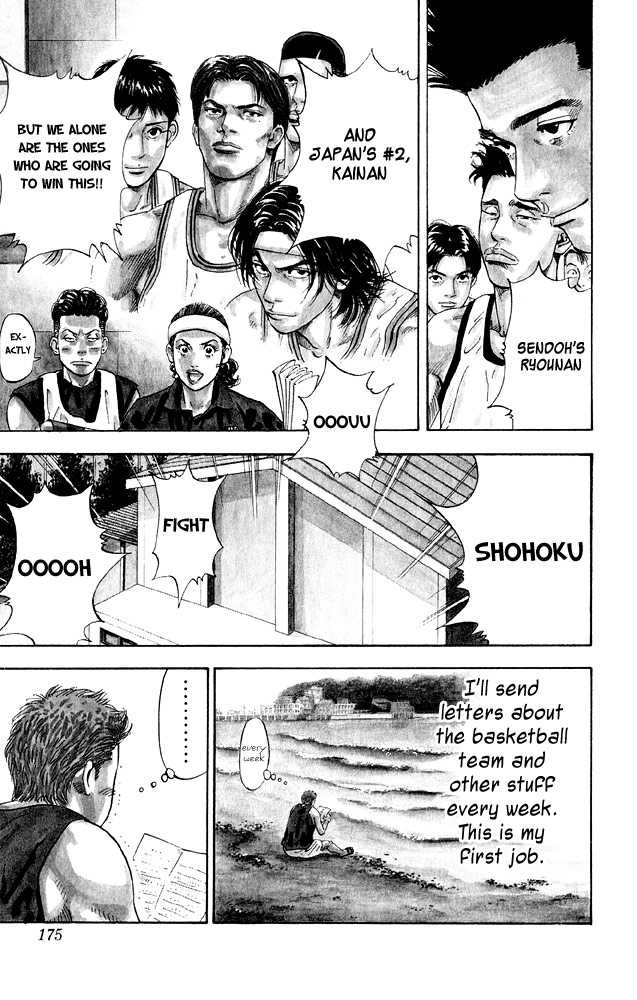 SENDOH'S
RYOUNAN
AND
JAPAN'S #2,
KAINAN
BUT WE ALONE
ARE THE ONES
WHO ARE GOING
TO WIN THIS!!
EX-
ACTLY
OOOUU
SHOHOKU
FIGHT
OOOOH
I'll send
letters about
the basketball
team and
other stuff
every week.
This is my
first job.
every
week
........
175